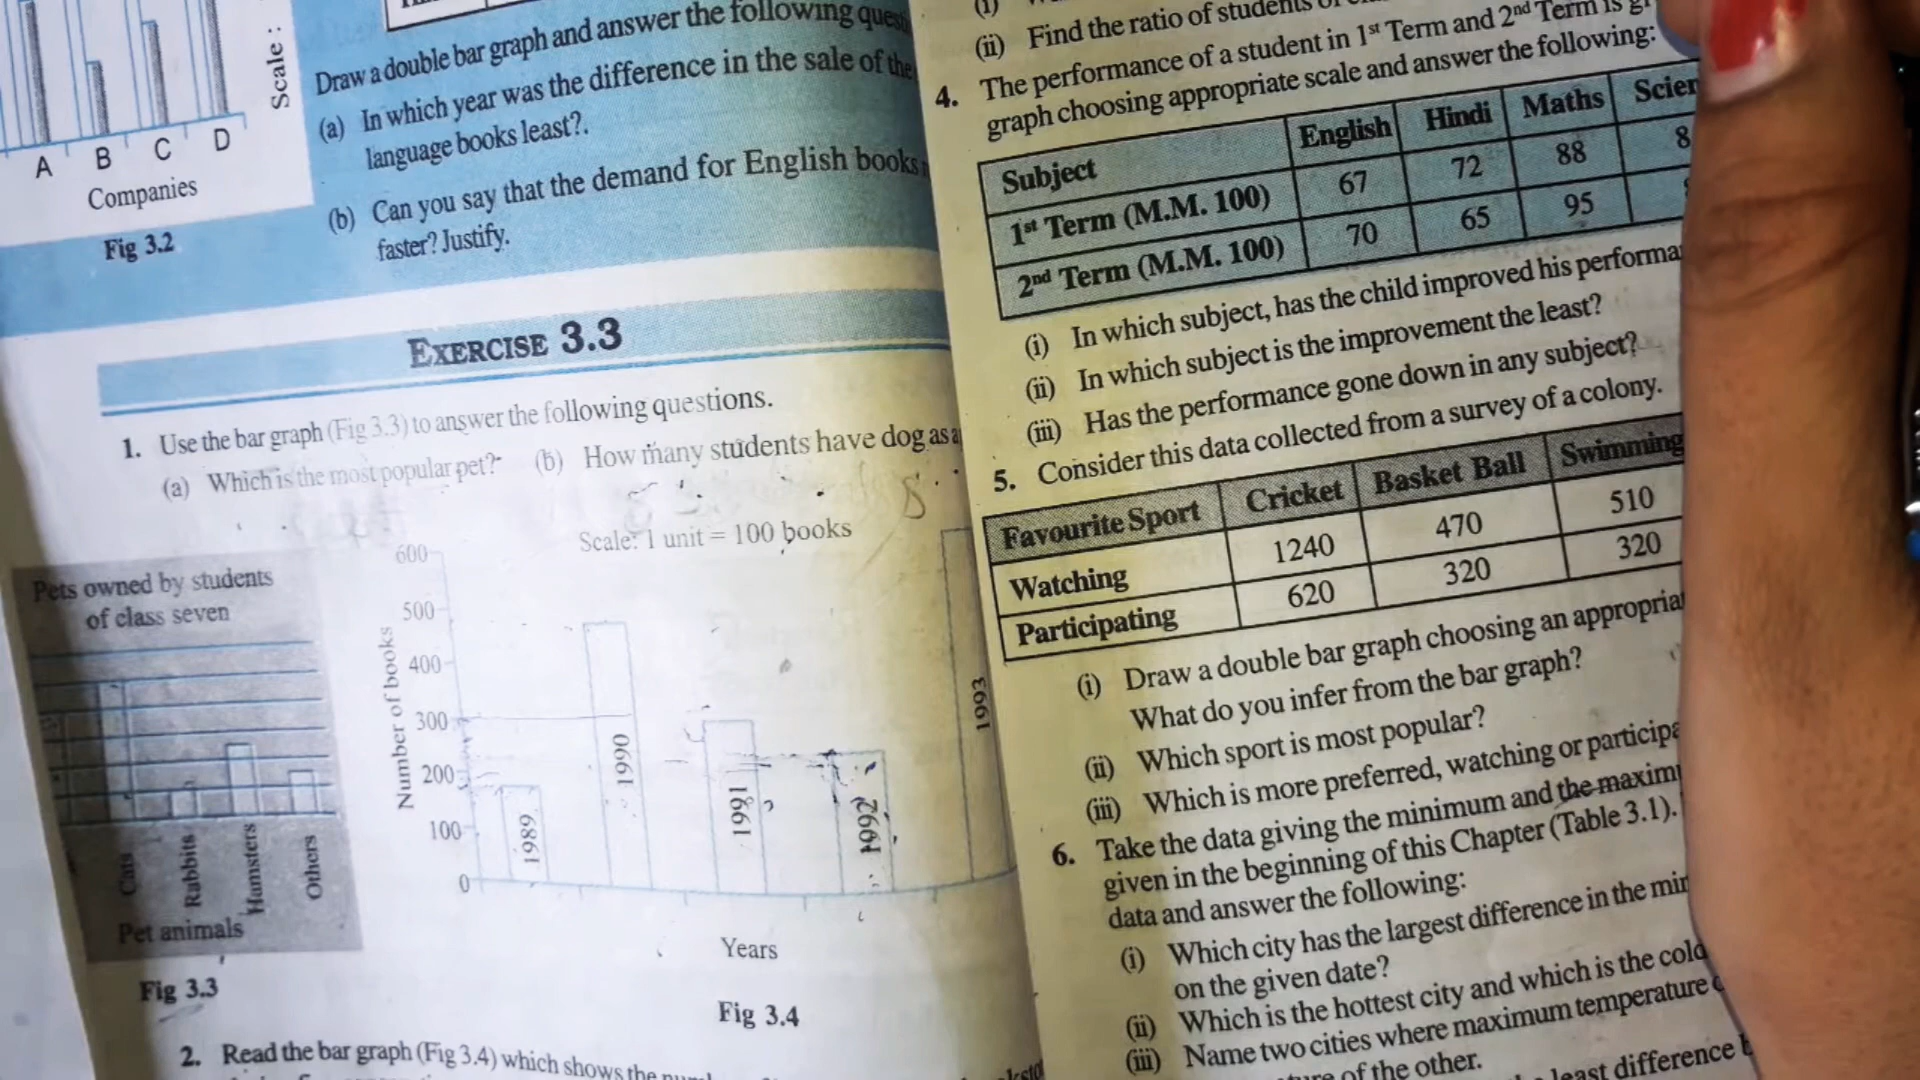 A B C D
Companies
Fig 3.2
Scale :
Draw a double bar graph and answer the following
(a) In which year was the difference in the sale of the
language books least?.
(b) Can you say that the demand for English books
faster? Justify.
EXERCISE 3.3
1. Use the bar graph (Fig 3.3) to answer the following questions.
(a) Which is the most popular pet? (b) How many students have dog as a
Pets owned by students
of class seven
Cats
Rabbits
Hamsters
Others
Pet animals
Fig 3.3
Scale: 1 unit = 100 books
Number of books
600
500
400
300
200
100
0
1989
1990
1991
1992
1993
Years
Fig 3.4
2. Read the bar graph (Fig 3.4) which shows the
(i)
(ii) Find the ratio of students
4. The performance of a student in 1st Term and 2nd Term is
graph choosing appropriate scale and answer the following:
Subject English Hindi Maths
1st Term (M.M. 100) 67 72 88
2nd Term (M.M. 100) 70 65 95
(i) In which subject, has the child improved his
(ii) In which subject is the improvement the least?
(iii) Has the performance gone down in any subject?
5. Consider this data collected from a survey of a colony.
Favourite Sport Cricket Basket Ball Swimming
Watching 1240 470 510
Participating 620 320 320
(i) Draw a double bar graph choosing an
What do you infer from the bar graph?
(ii) Which sport is most popular?
(iii) Which is more preferred, watching or
6. Take the data giving the minimum and the
given in the beginning of this Chapter (Table 3.1).
data and answer the following:
(i) Which city has the largest difference in the
on the given date?
(ii) Which is the hottest city and which is the
(iii) Name two cities where maximum temperature
of the other.
least difference